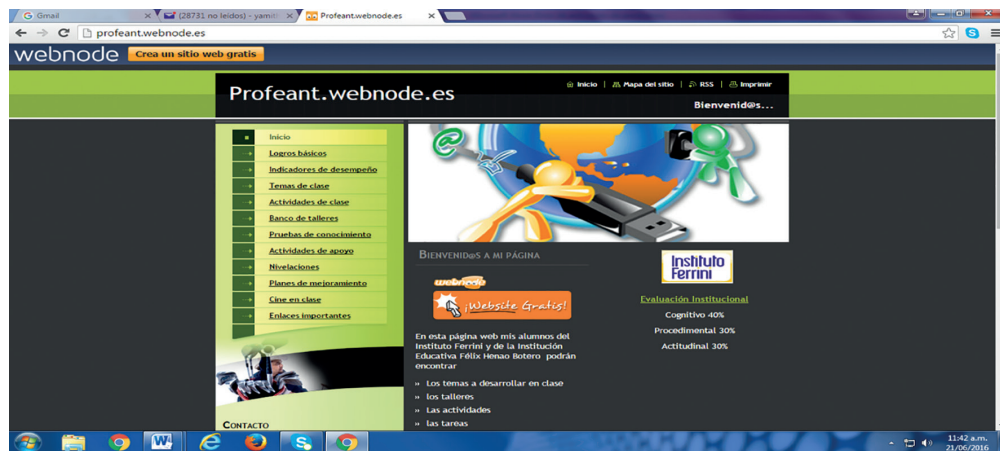 Gmail
(28731 no leídos) - yamit
Profeant.webnode.es
profeant.webnode.es
webnode Crea un sitio web gratis
Inicio | Mapa del sitio | RSS | Imprimir
Profeant.webnode.es
Bienvenid@s...
Inicio
Logros básicos
Indicadores de desempeño
Temas de clase
Actividades de clase
Banco de talleres
Pruebas de conocimiento
Actividades de apoyo
Nivelaciones
Planes de mejoramiento
Cine en clase
Enlaces importantes
CONTACTO
BIENVENID@S A MI PÁGINA
webnode
¡Website Gratis!
En esta página web mis alumnos del
Instituto Ferrini y de la Institución
Educativa Félix Henao Botero podrán
encontrar
Los temas a desarrollar en clase
los talleres
Las actividades
las tareas
Instituto
Ferrini
Evaluación Institucional
Cognitivo 40%
Procedimental 30%
Actitudinal 30%
11:42 a.m.
21/06/2016